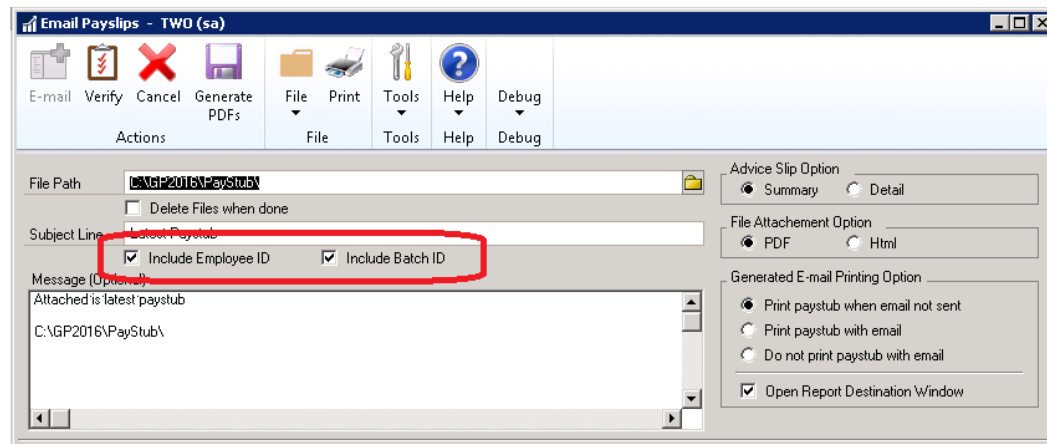 Email Payslips - TWO (sa)
E-mail Verify Cancel Generate PDFs File Print Tools Help Debug
Actions File Tools Help Debug
File Path C:\GP2016\PayStub\
Delete Files when done
Subject Line Latest Paystub
Include Employee ID Include Batch ID
Message (Optional):
Attached is latest paystub
C:\GP2016\PayStub\
Advice Slip Option
Summary Detail
File Attachement Option
PDF Html
Generated E-mail Printing Option
Print paystub when email not sent
Print paystub with email
Do not print paystub with email
Open Report Destination Window